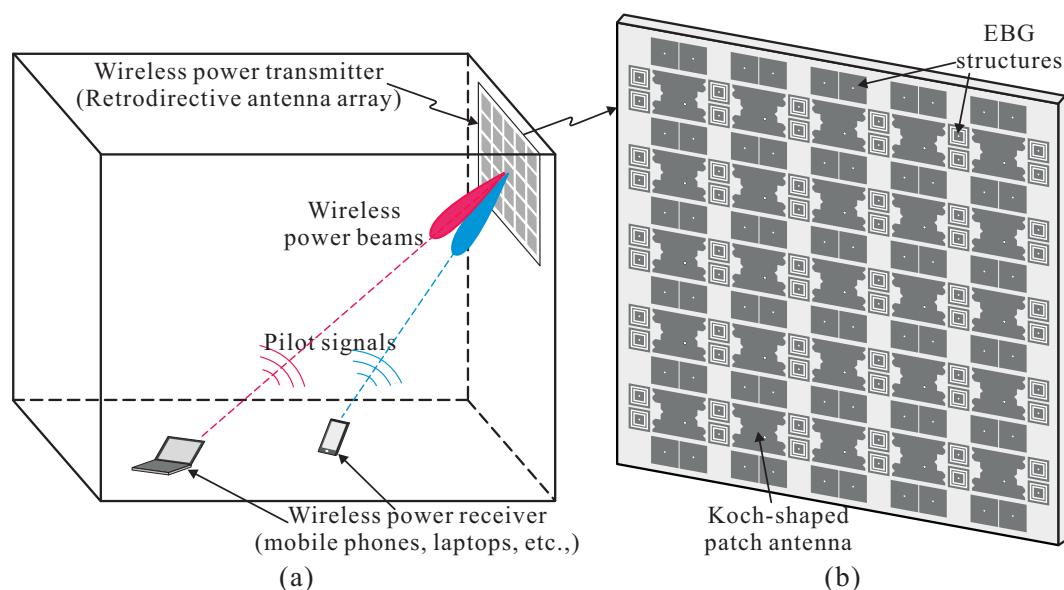 Wireless power transmitter
(Retrodirective antenna array)
Wireless
power beams
Pilot signals
Wireless power receiver
(mobile phones, laptops, etc.,)
(a)
EBG
structures
Koch-shaped
patch antenna
(b)